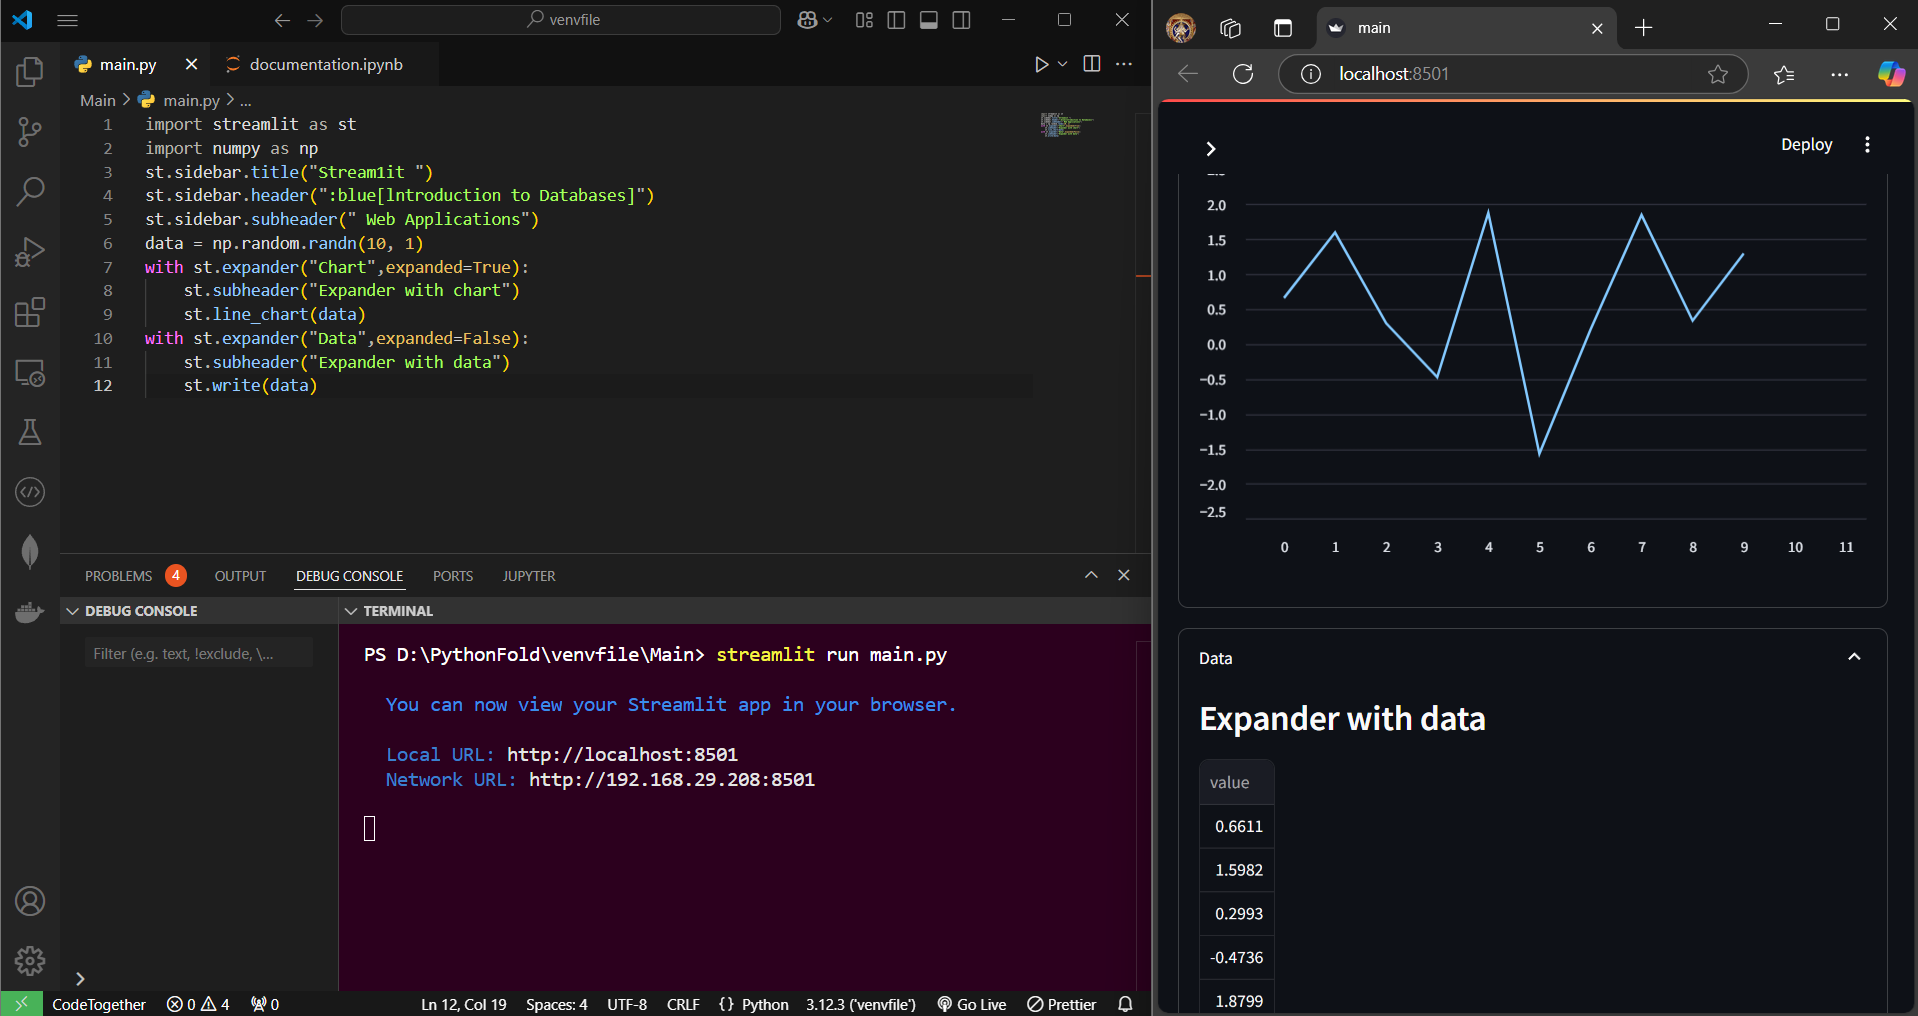 venvfile
main.py
documentation.ipynb
Main > main.py > ...
1 import streamlit as st
2 import numpy as np
3 st.sidebar.title("Stream1it ")
4 st.sidebar.header(":blue[lntroduction to Databases]")
5 st.sidebar.subheader(" Web Applications")
6 data = np.random.randn(10, 1)
7 with st.expander("Chart",expanded=True):
8 st.subheader("Expander with chart")
9 st.line_chart(data)
10 with st.expander("Data",expanded=False):
11 st.subheader("Expander with data")
12 st.write(data)
PROBLEMS 4 OUTPUT DEBUG CONSOLE PORTS JUPYTER
DEBUG CONSOLE
Filter (e.g. text, !exclude, \...
TERMINAL
PS D:\PythonFold\venvfile\Main> streamlit run main.py
You can now view your Streamlit app in your browser.
Local URL: http://localhost:8501
Network URL: http://192.168.29.208:8501
CodeTogether 0 4 0 Ln 12, Col 19 Spaces: 4 UTF-8 CRLF {} Python 3.12.3 ('venvfile') Go Live Prettier
main
localhost:8501
Deploy
2.0
1.5
1.0
0.5
0.0
−0.5
−1.0
−1.5
−2.0
−2.5
0 1 2 3 4 5 6 7 8 9 10 11
Data
Expander with data
value
0.6611
1.5982
0.2993
-0.4736
1.8799